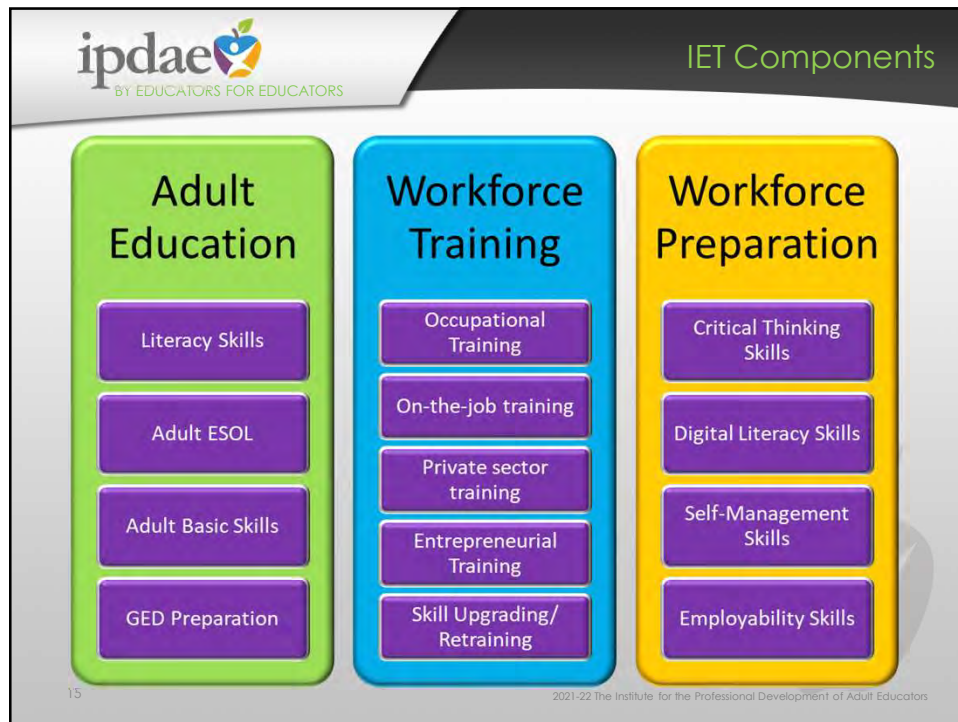 ipdae
BY EDUCATORS FOR EDUCATORS
IET Components
Adult
Education
Literacy Skills
Adult ESOL
Adult Basic Skills
GED Preparation
Workforce
Training
Occupational
Training
On-the-job training
Private sector
training
Entrepreneurial
Training
Skill Upgrading/
Retraining
Workforce
Preparation
Critical Thinking
Skills
Digital Literacy Skills
Self-Management
Skills
Employability Skills
15
2021-22 The Institute for the Professional Development of Adult Educators